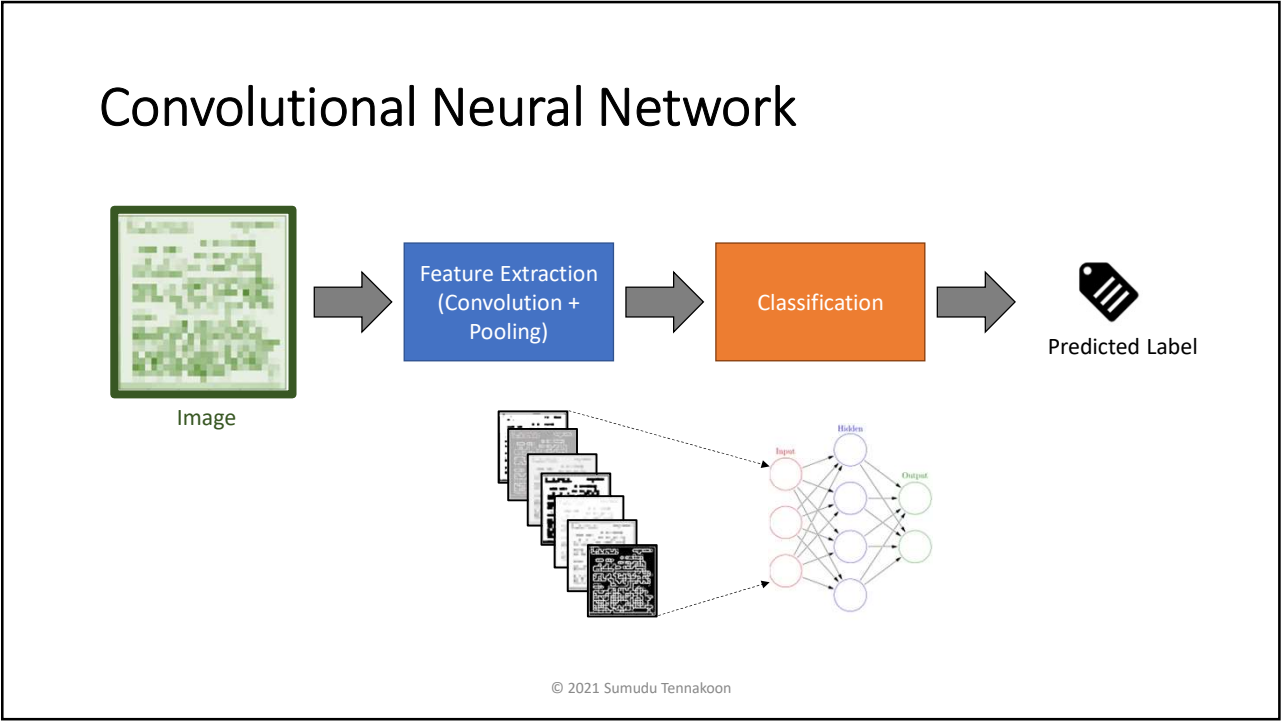 Convolutional Neural Network
Feature Extraction
(Convolution +
Pooling)
Classification
Predicted Label
Image
Hidden
Input
Output
© 2021 Sumudu Tennakoon